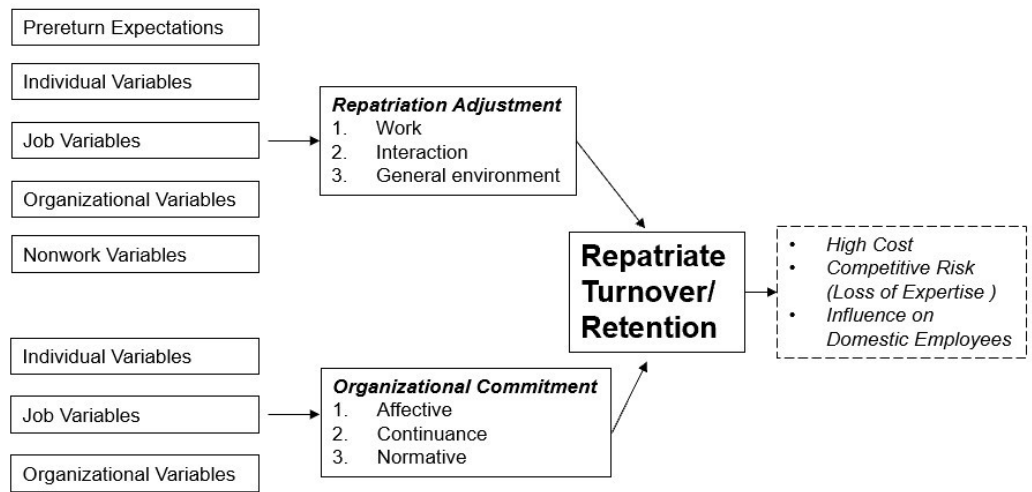 Prereturn Expectations
Individual Variables
Job Variables
Organizational Variables
Nonwork Variables
Repatriation Adjustment
1. Work
2. Interaction
3. General environment
Individual Variables
Job Variables
Organizational Variables
Organizational Commitment
1. Affective
2. Continuance
3. Normative
Repatriate
Turnover/
Retention
• High Cost
• Competitive Risk
(Loss of Expertise )
• Influence on
Domestic Employees